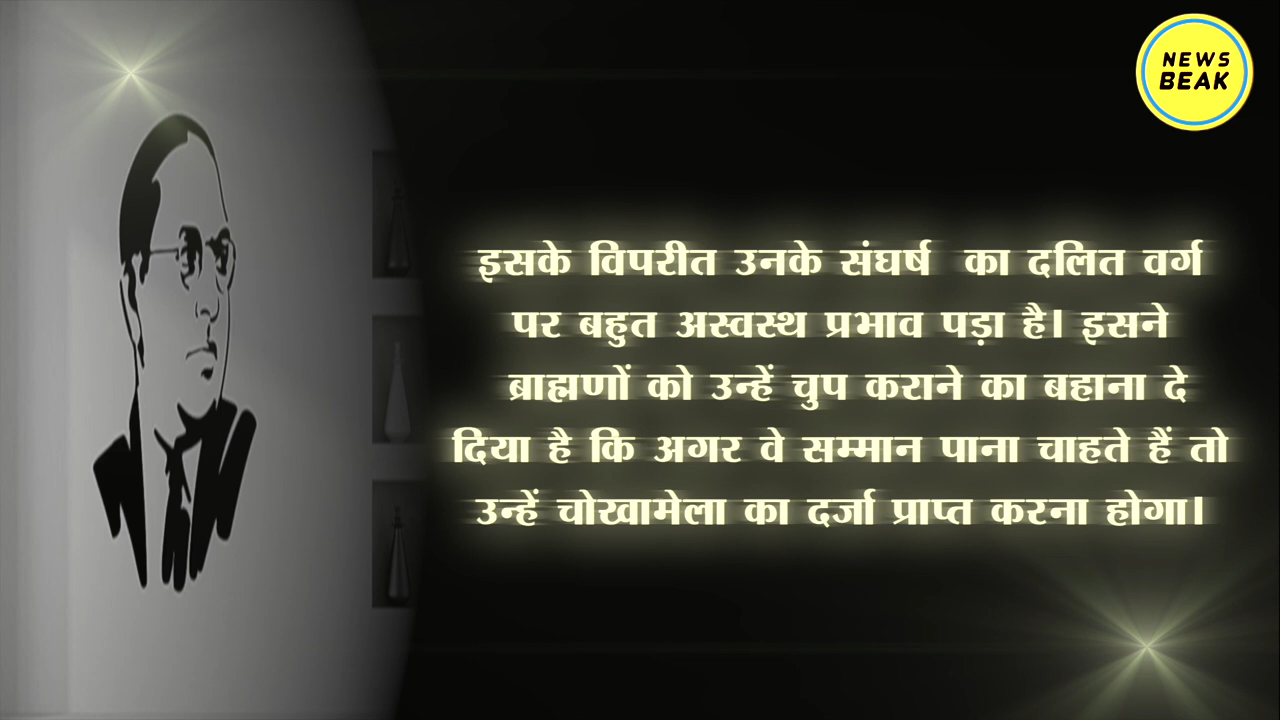 NEWS
BEAK
इसके विपरीत उनके संघर्ष का दलित वर्ग
पर बहुत अस्वस्थ प्रभाव पड़ा है। इसने
ब्राह्मणों को उन्हें चुप कराने का बहाना दे
दिया है कि अगर वे सम्मान पाना चाहते हैं तो
उन्हें चोखामेला का दर्जा प्राप्त करना होगा।